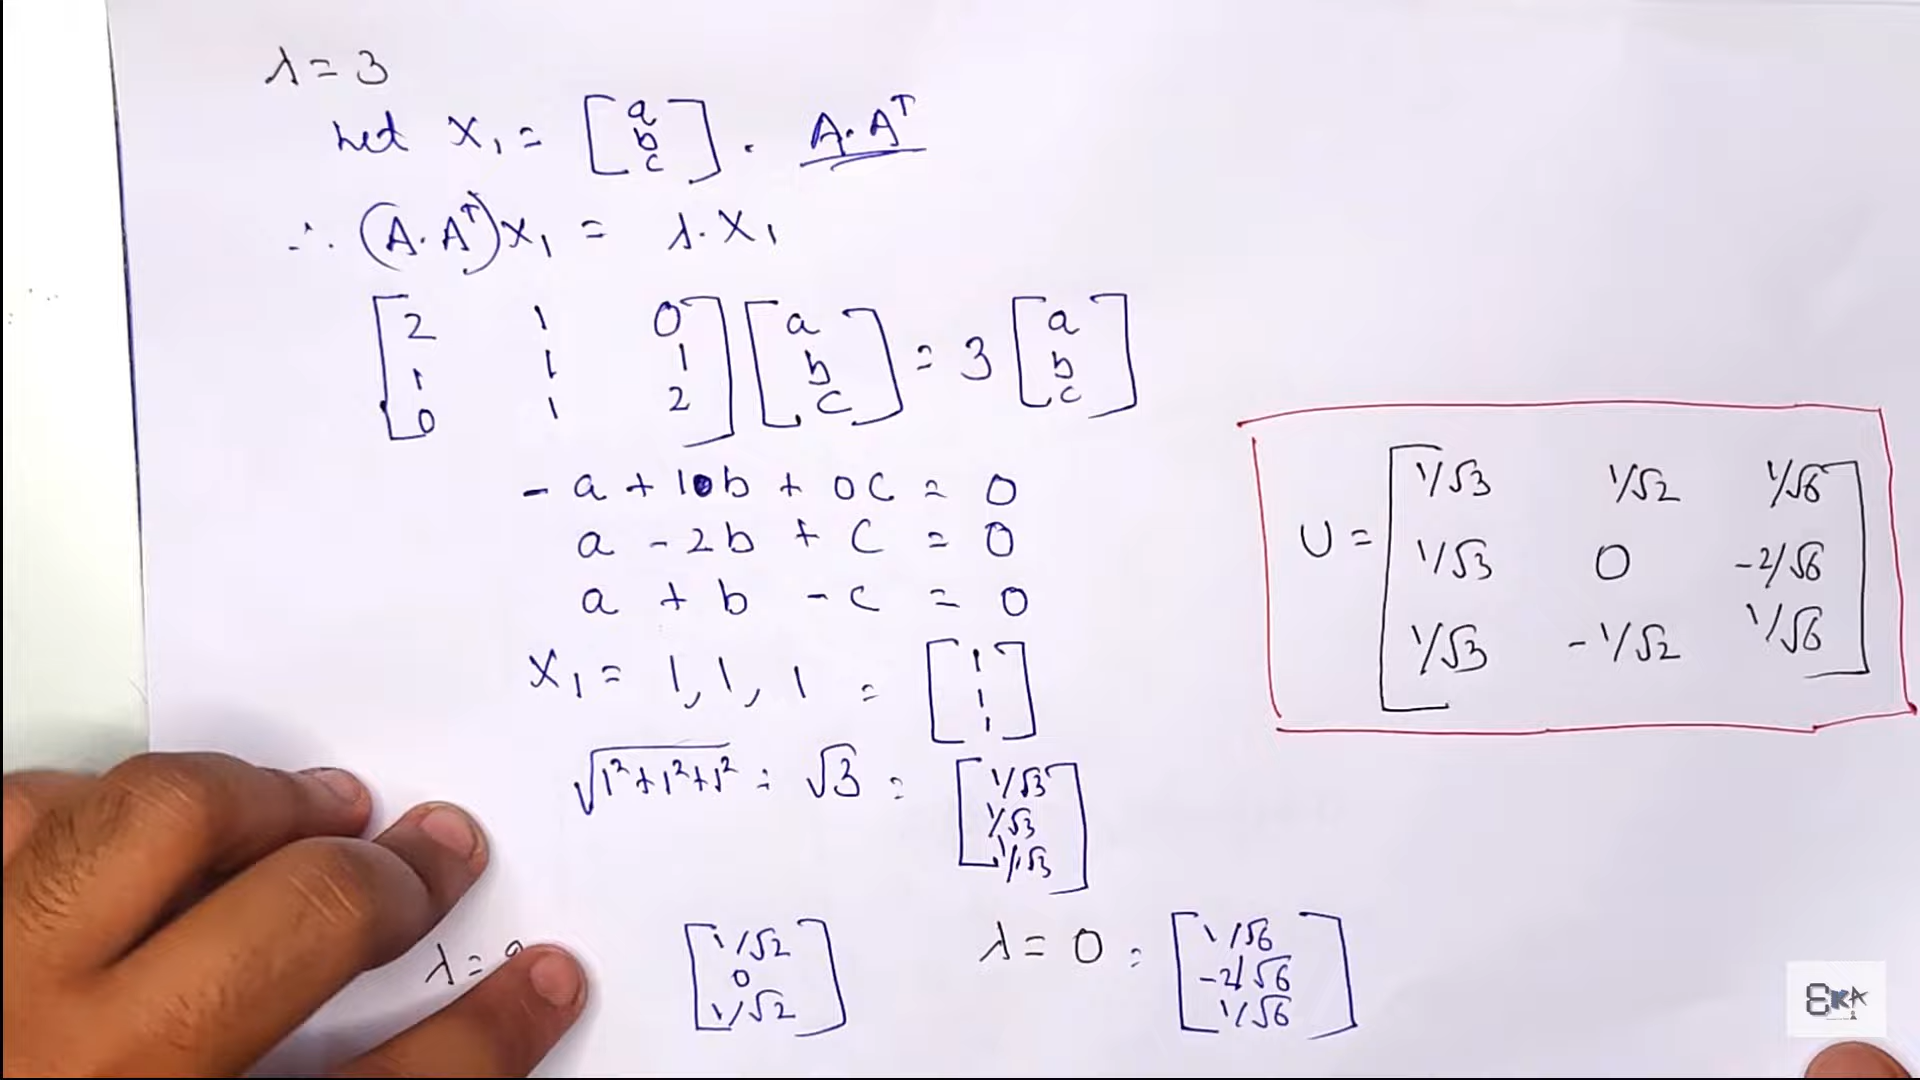 λ = 3
Let X₁ = [a b c]. A·Aᵀ
∴ (A·Aᵀ)X₁ = λ·X₁
[2 1 0
1 1 1
0 1 2] [a b c] = 3 [a b c]
- a + 1b + 0c = 0
a - 2b + c = 0
a + b - c = 0
X₁ = 1, 1, 1 = [1 1 1]
√1²+1²+1² = √3 = [1/√3 1/√3 1/√3]
λ =
[1/√2 0 1/√2]
λ = 0 = [1/√6 -2/√6 1/√6]
U = [1/√3 1/√2 1/√6
1/√3 0 -2/√6
1/√3 -1/√2 1/√6]